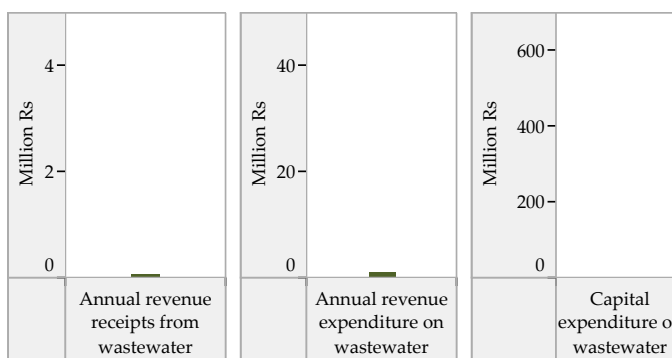 Million Rs
4
2
0
Annual revenue
receipts from
wastewater
Million Rs
40
20
0
Annual revenue
expenditure on
wastewater
Million Rs
600
400
200
0
Capital
expenditure o
wastewater